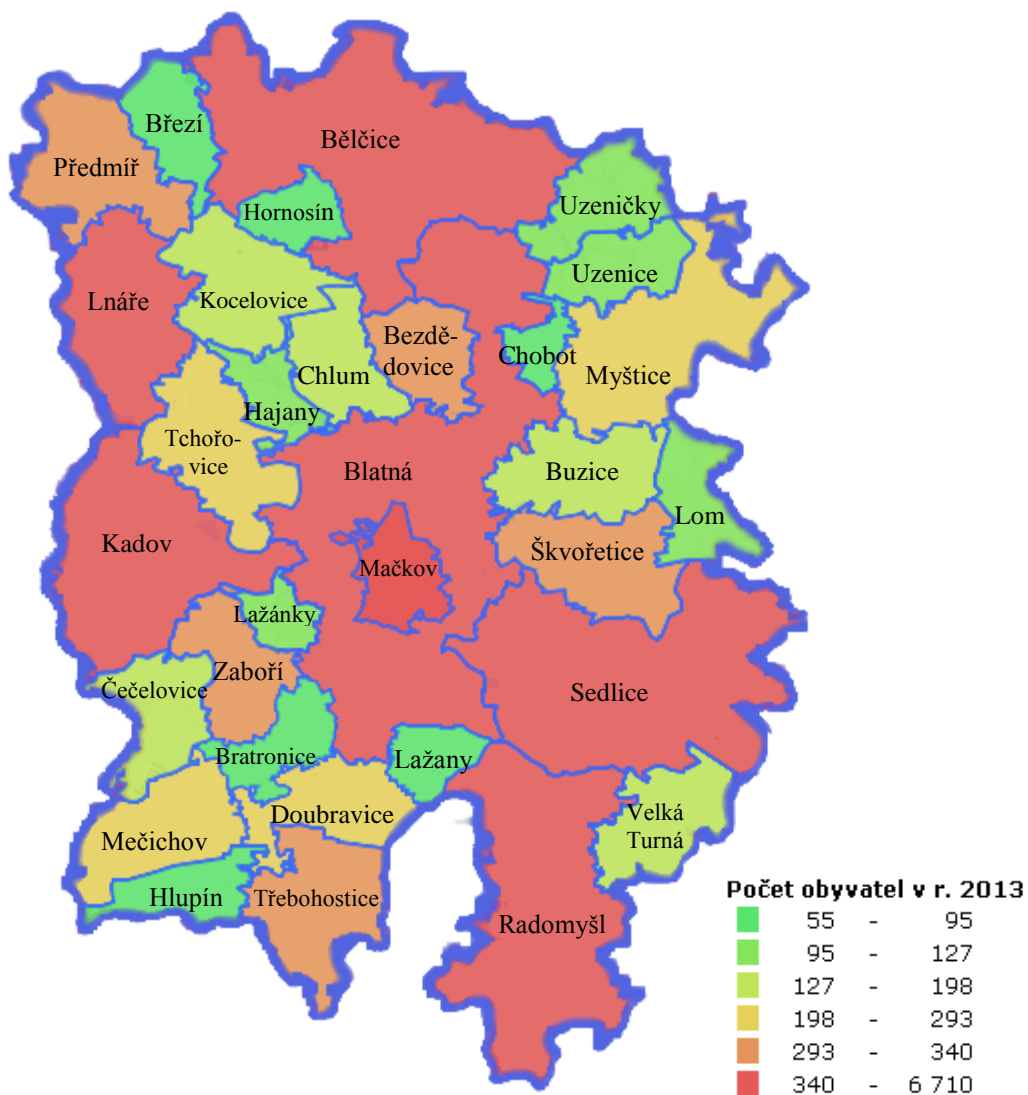 Březí
Bělčice
Předmíř
Uzeničky
Hornosín
Uzenice
Lnáře
Kocelovice
Bezdě-
dovice
Chobot
Chlum
Myštice
Hajany
Tchořo-
vice
Blatná
Buzice
Lom
Kadov
Škvořetice
Mačkov
Lažánky
Zaboří
Čečelovice
Sedlice
Bratronice
Lažany
Doubravice
Velká
Turná
Mečichov
Hlupín
Třebohostice
Radomyšl
Počet obyvatel v r. 2013
55 - 95
95 - 127
127 - 198
198 - 293
293 - 340
340 - 6 710